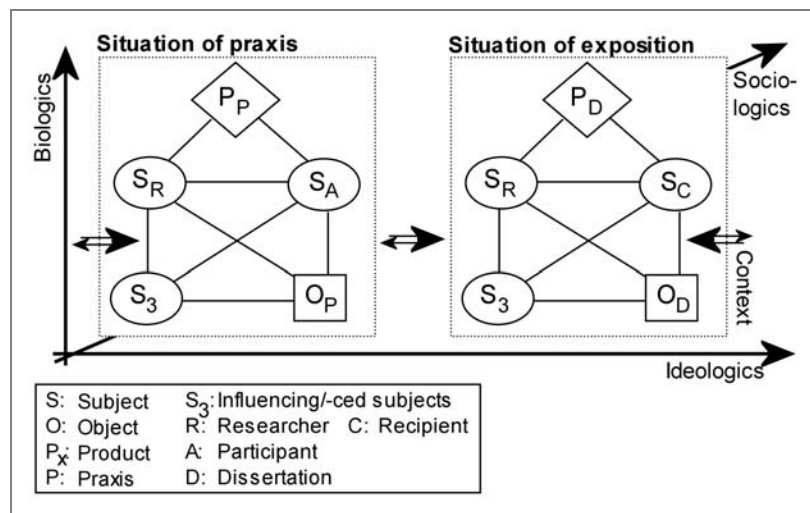 Situation of praxis
Situation of exposition
Biologics
Socio-
logics
P_P
P_D
S_R
S_A
S_R
S_C
S_3
O_P
S_3
O_D
Context
Ideologics
S: Subject S_3: Influencing/-ced subjects
O: Object R: Researcher C: Recipient
P_x: Product A: Participant
P: Praxis D: Dissertation